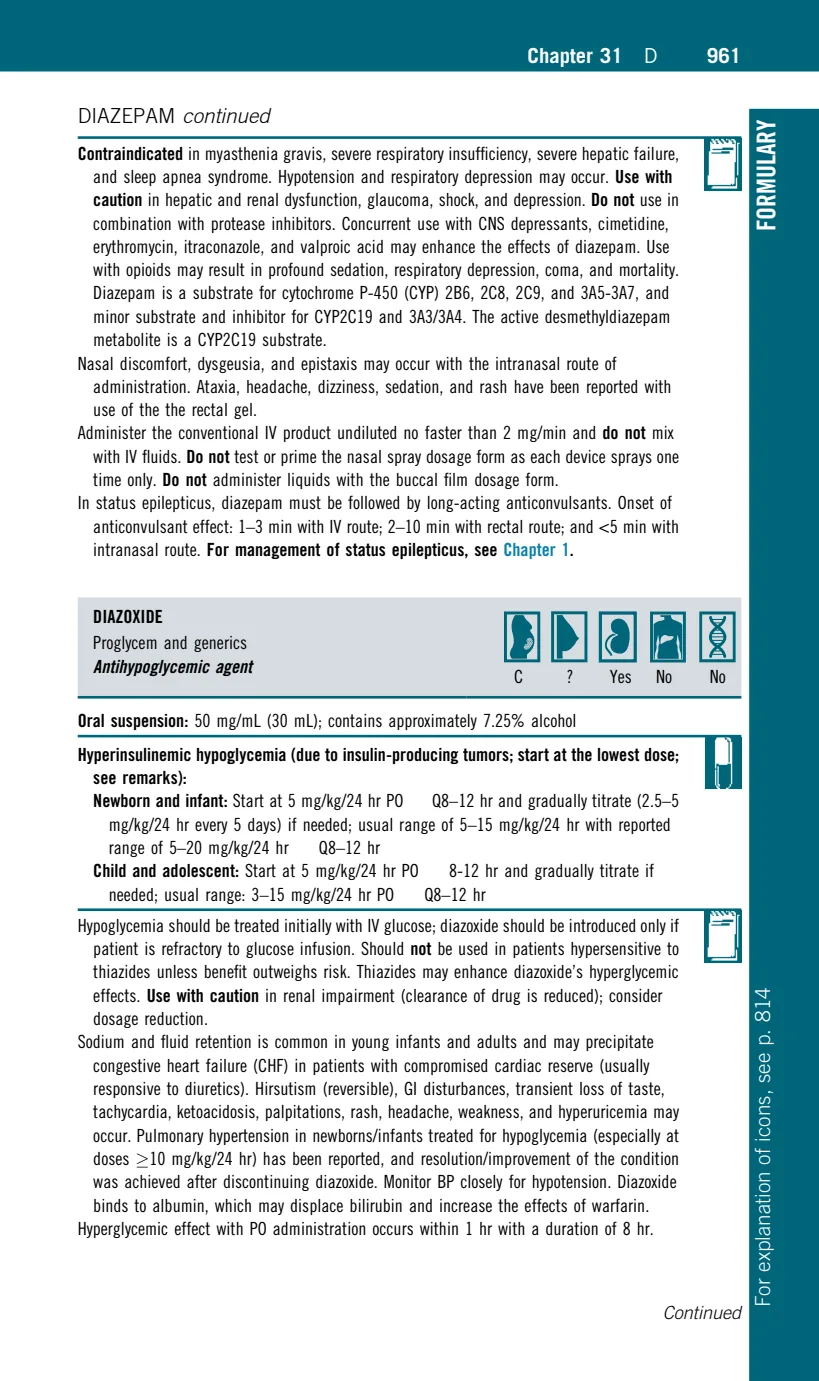 Chapter 31 D 961
DIAZEPAM continued
Contraindicated in myasthenia gravis, severe respiratory insufficiency, severe hepatic failure,
and sleep apnea syndrome. Hypotension and respiratory depression may occur. Use with
caution in hepatic and renal dysfunction, glaucoma, shock, and depression. Do not use in
combination with protease inhibitors. Concurrent use with CNS depressants, cimetidine,
erythromycin, itraconazole, and valproic acid may enhance the effects of diazepam. Use
with opioids may result in profound sedation, respiratory depression, coma, and mortality.
Diazepam is a substrate for cytochrome P-450 (CYP) 2B6, 2C8, 2C9, and 3A5-3A7, and
minor substrate and inhibitor for CYP2C19 and 3A3/3A4. The active desmethyldiazepam
metabolite is a CYP2C19 substrate.
Nasal discomfort, dysgeusia, and epistaxis may occur with the intranasal route of
administration. Ataxia, headache, dizziness, sedation, and rash have been reported with
use of the the rectal gel.
Administer the conventional IV product undiluted no faster than 2 mg/min and do not mix
with IV fluids. Do not test or prime the nasal spray dosage form as each device sprays one
time only. Do not administer liquids with the buccal film dosage form.
In status epilepticus, diazepam must be followed by long-acting anticonvulsants. Onset of
anticonvulsant effect: 1–3 min with IV route; 2–10 min with rectal route; and <5 min with
intranasal route. For management of status epilepticus, see Chapter 1.
DIAZOXIDE
Proglycem and generics
Antihypoglycemic agent
C ? Yes No No
Oral suspension: 50 mg/mL (30 mL); contains approximately 7.25% alcohol
Hyperinsulinemic hypoglycemia (due to insulin-producing tumors; start at the lowest dose;
see remarks):
Newborn and infant: Start at 5 mg/kg/24 hr PO Q8–12 hr and gradually titrate (2.5–5
mg/kg/24 hr every 5 days) if needed; usual range of 5–15 mg/kg/24 hr with reported
range of 5–20 mg/kg/24 hr Q8–12 hr
Child and adolescent: Start at 5 mg/kg/24 hr PO 8-12 hr and gradually titrate if
needed; usual range: 3–15 mg/kg/24 hr PO Q8–12 hr
Hypoglycemia should be treated initially with IV glucose; diazoxide should be introduced only if
patient is refractory to glucose infusion. Should not be used in patients hypersensitive to
thiazides unless benefit outweighs risk. Thiazides may enhance diazoxide's hyperglycemic
effects. Use with caution in renal impairment (clearance of drug is reduced); consider
dosage reduction.
Sodium and fluid retention is common in young infants and adults and may precipitate
congestive heart failure (CHF) in patients with compromised cardiac reserve (usually
responsive to diuretics). Hirsutism (reversible), GI disturbances, transient loss of taste,
tachycardia, ketoacidosis, palpitations, rash, headache, weakness, and hyperuricemia may
occur. Pulmonary hypertension in newborns/infants treated for hypoglycemia (especially at
doses ≥10 mg/kg/24 hr) has been reported, and resolution/improvement of the condition
was achieved after discontinuing diazoxide. Monitor BP closely for hypotension. Diazoxide
binds to albumin, which may displace bilirubin and increase the effects of warfarin.
Hyperglycemic effect with PO administration occurs within 1 hr with a duration of 8 hr.
Continued
FORMULARY
For explanation of icons, see p. 814